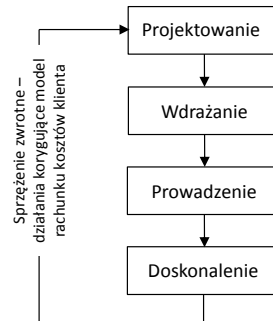 Projektowanie
Wdrażanie
Prowadzenie
Doskonalenie
Sprzężenie zwrotne –
działania korygujące model
rachunku kosztów klienta